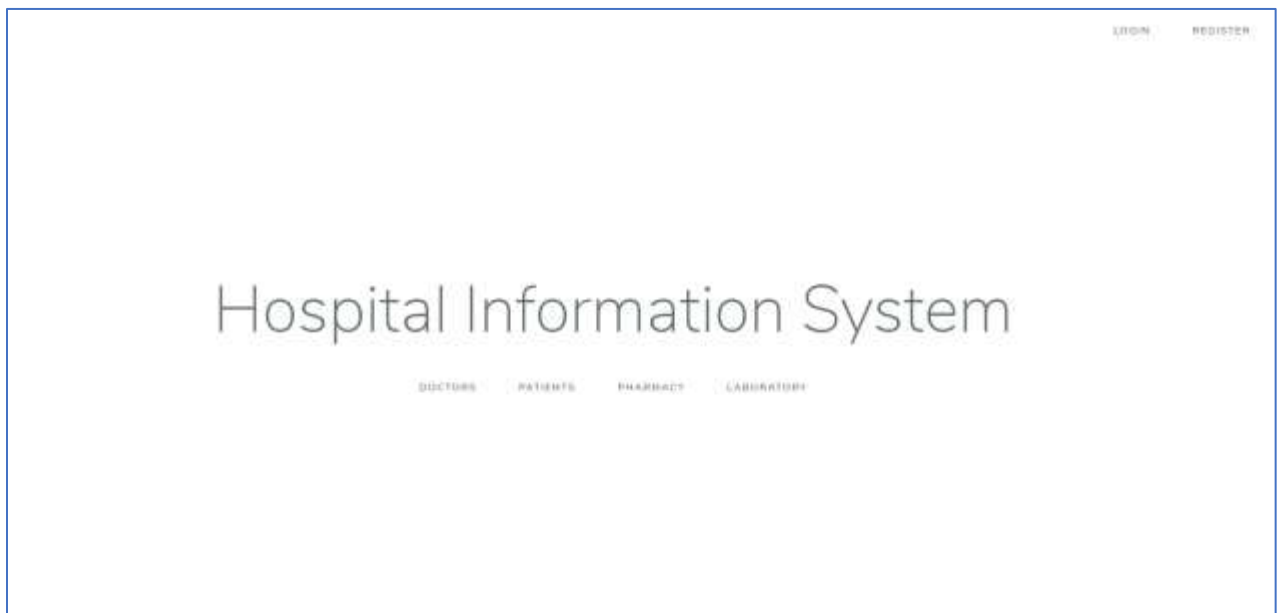 LOGIN REGISTER
Hospital Information System
DOCTORS PATIENTS PHARMACY LABORATORY